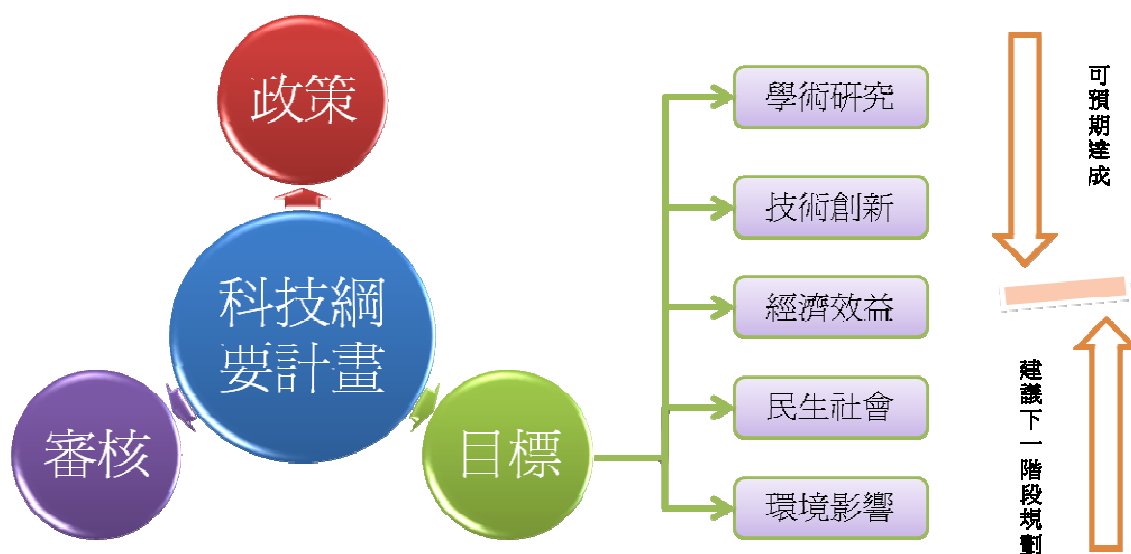 政策
科技綱
要計畫
審核
目標
學術研究
技術創新
經濟效益
民生社會
環境影響
可預期達成
建議下一階段規劃